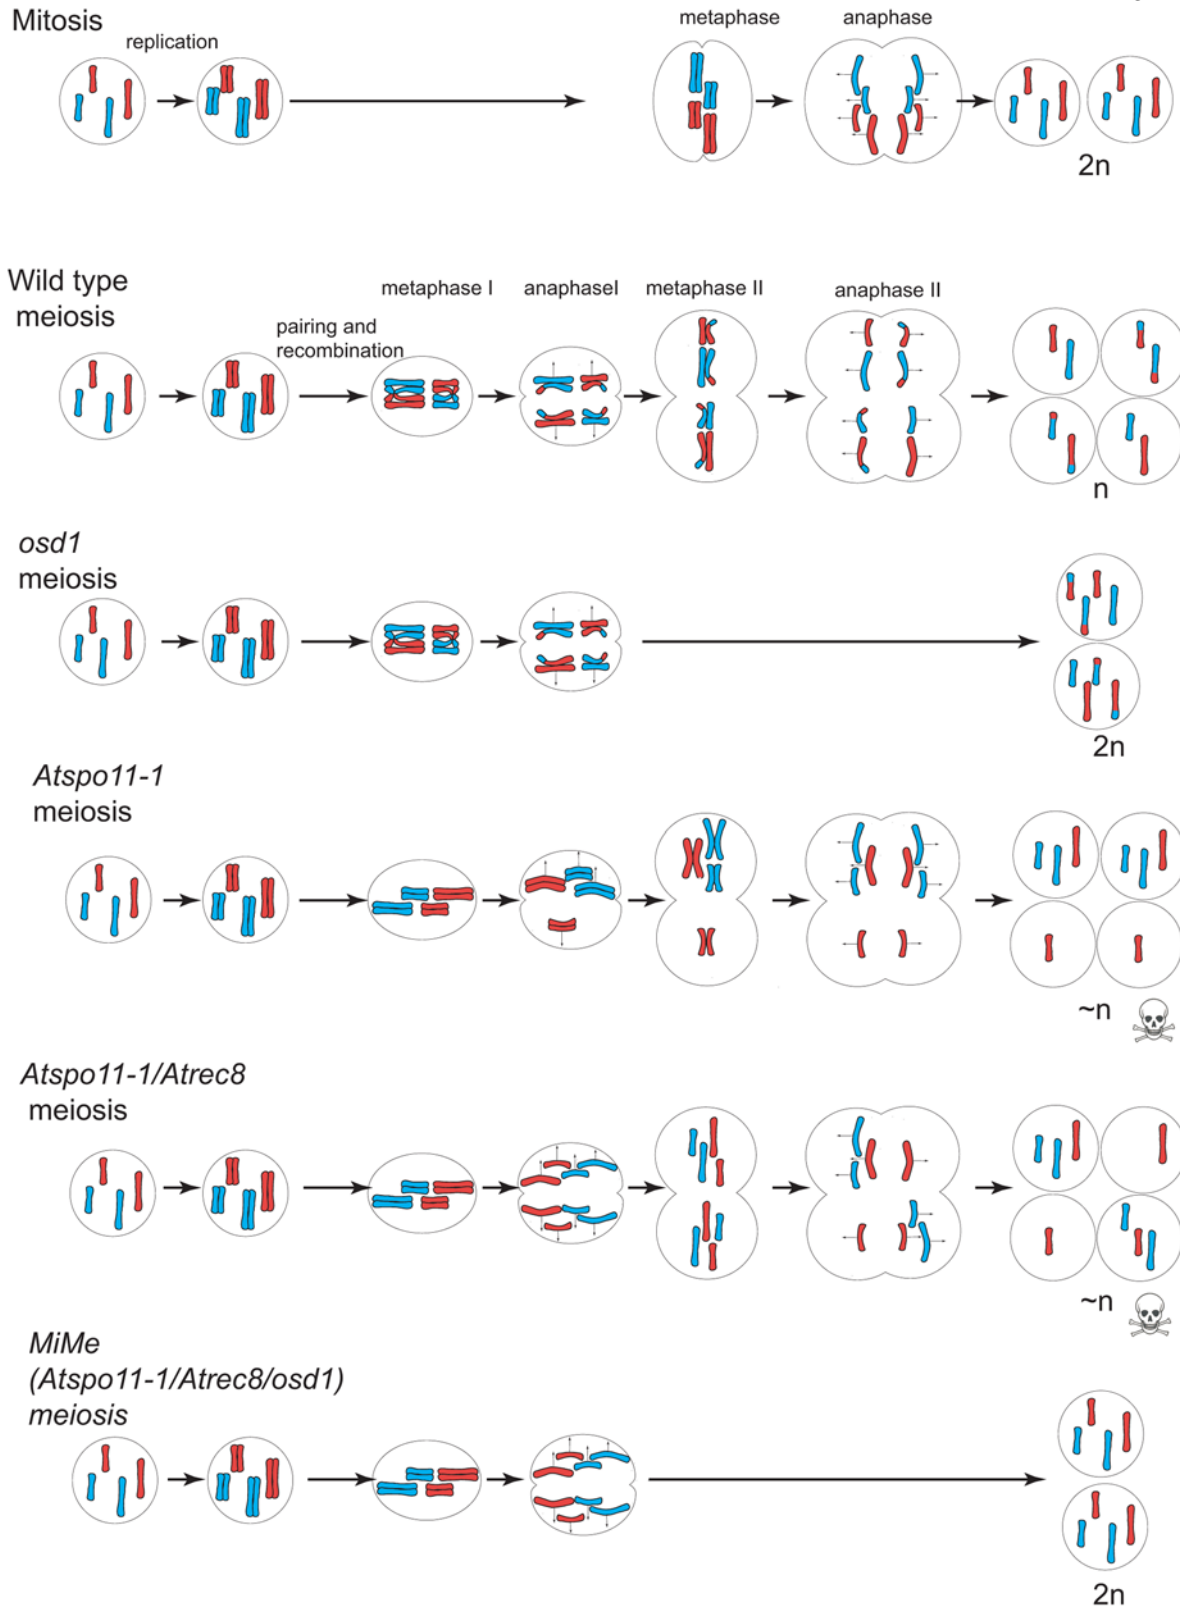 Mitosis
replication
metaphase
anaphase
2n
Wild type
meiosis
pairing and
recombination
metaphase I
anaphaseI
metaphase II
anaphase II
n
osd1
meiosis
2n
Atspo11-1
meiosis
~n
Atspo11-1/Atrec8
meiosis
~n
MiMe
(Atspo11-1/Atrec8/osd1)
meiosis
2n